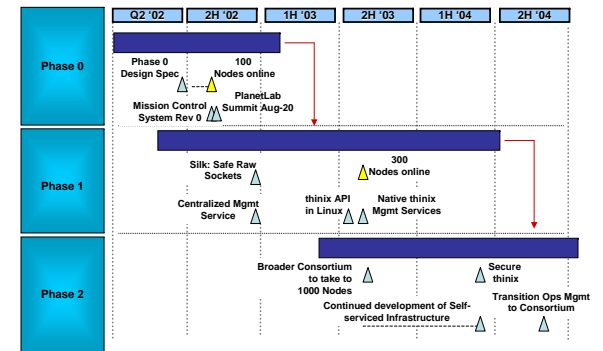 Q2 ‘02
2H ‘02
1H ‘03
2H ‘03
1H ‘04
2H ‘04
Phase 0
Phase 0
Design Spec
100
Nodes online
Mission Control
System Rev 0
PlanetLab
Summit Aug-20
Phase 1
Silk: Safe Raw
Sockets
300
Nodes online
Centralized Mgmt
Service
thinix API
in Linux
Native thinix
Mgmt Services
Phase 2
Broader Consortium
to take to
1000 Nodes
Secure
thinix
Continued development of Self-
serviced Infrastructure
Transition Ops Mgmt
to Consortium